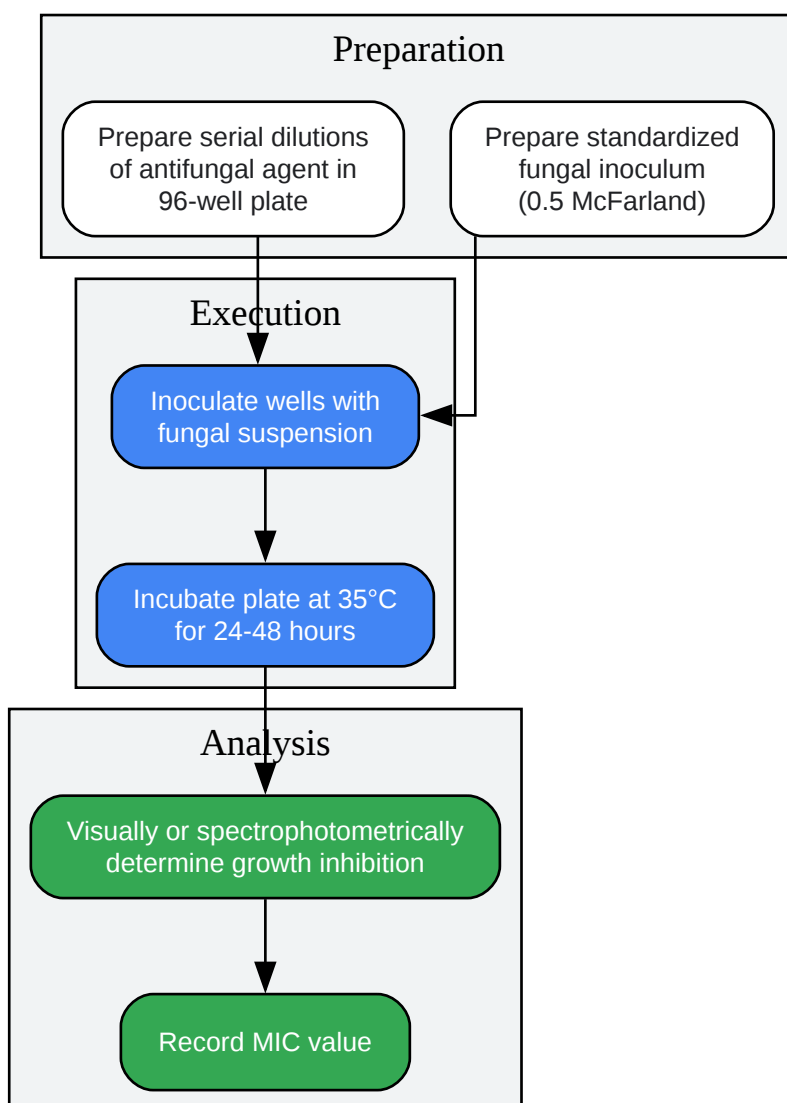 Preparation
Prepare serial dilutions
of antifungal agent in
96-well plate
Prepare standardized
fungal inoculum
(0.5 McFarland)
Execution
Inoculate wells with
fungal suspension
Incubate plate at 35°C
for 24-48 hours
Analysis
Visually or spectrophotometrically
determine growth inhibition
Record MIC value